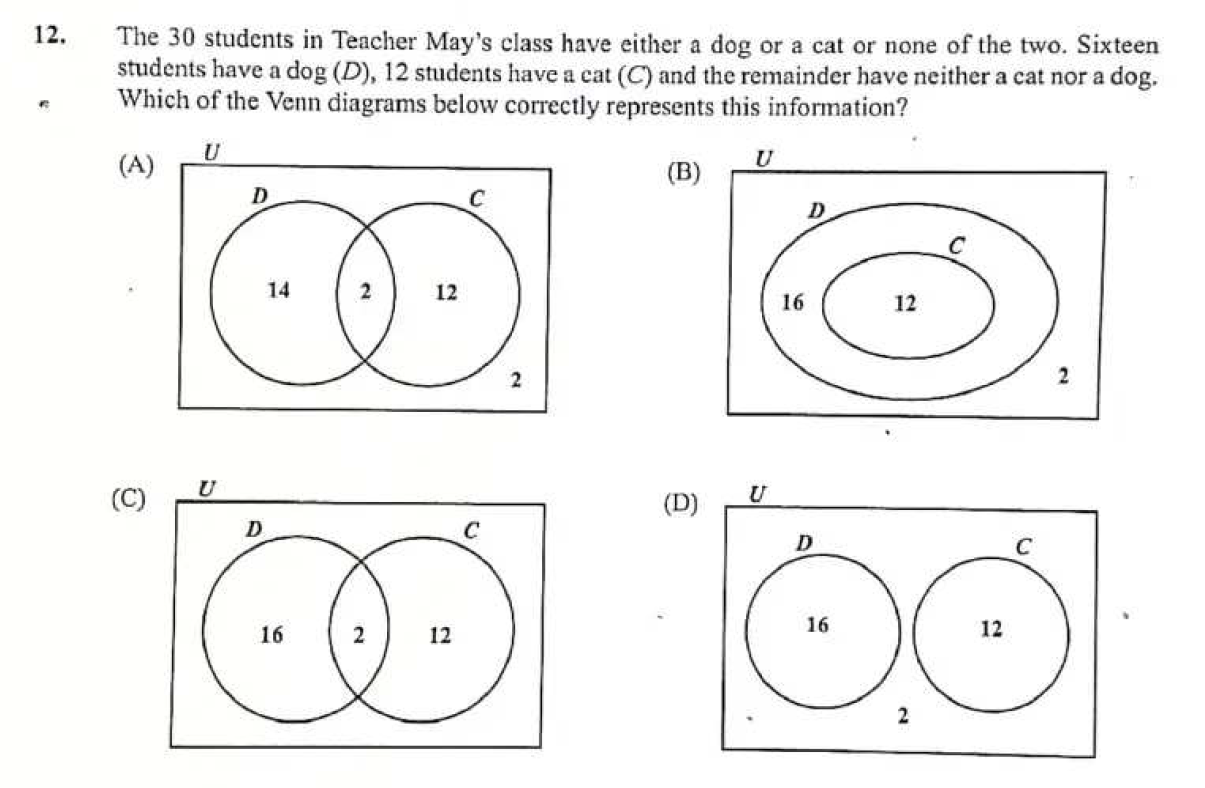 12. The 30 students in Teacher May's class have either a dog or a cat or none of the two. Sixteen
students have a dog (D), 12 students have a cat (C) and the remainder have neither a cat nor a dog.
Which of the Venn diagrams below correctly represents this information?
(A) U
D C
14 2 12
2
(B) U
D
C
16 12
2
(C) U
D C
16 2 12
(D) U
D C
16 12
2